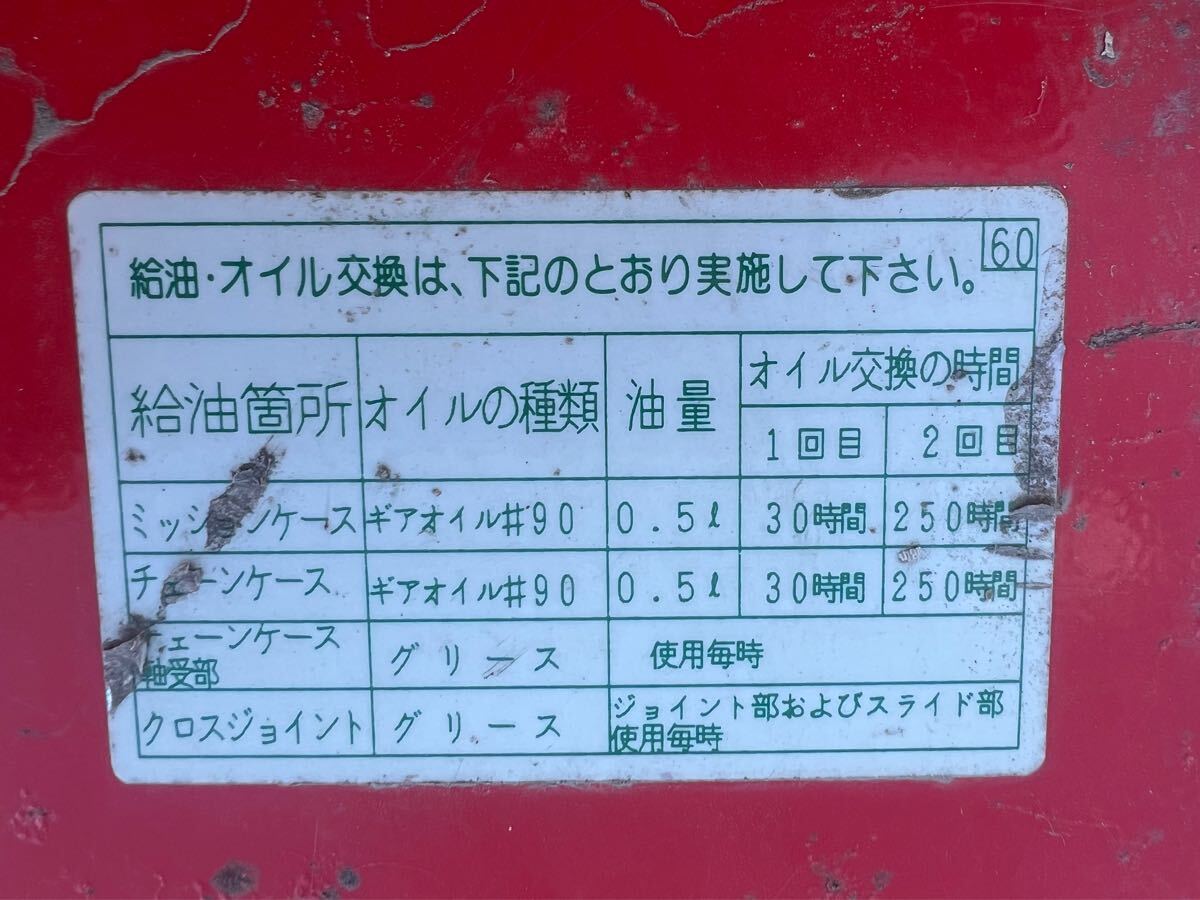 60
給油・オイル交換は、下記のとおり実施して下さい。
給油箇所 オイルの種類 油量 オイル交換の時間
1回目 2回目
ミッションケース ギアオイル#90 0.5ℓ 30時間 250時間
チェーンケース ギアオイル#90 0.5ℓ 30時間 250時間
チェーンケース グリース 使用毎時
軸受部
クロスジョイント グリース ジョイント部およびスライド部
使用毎時